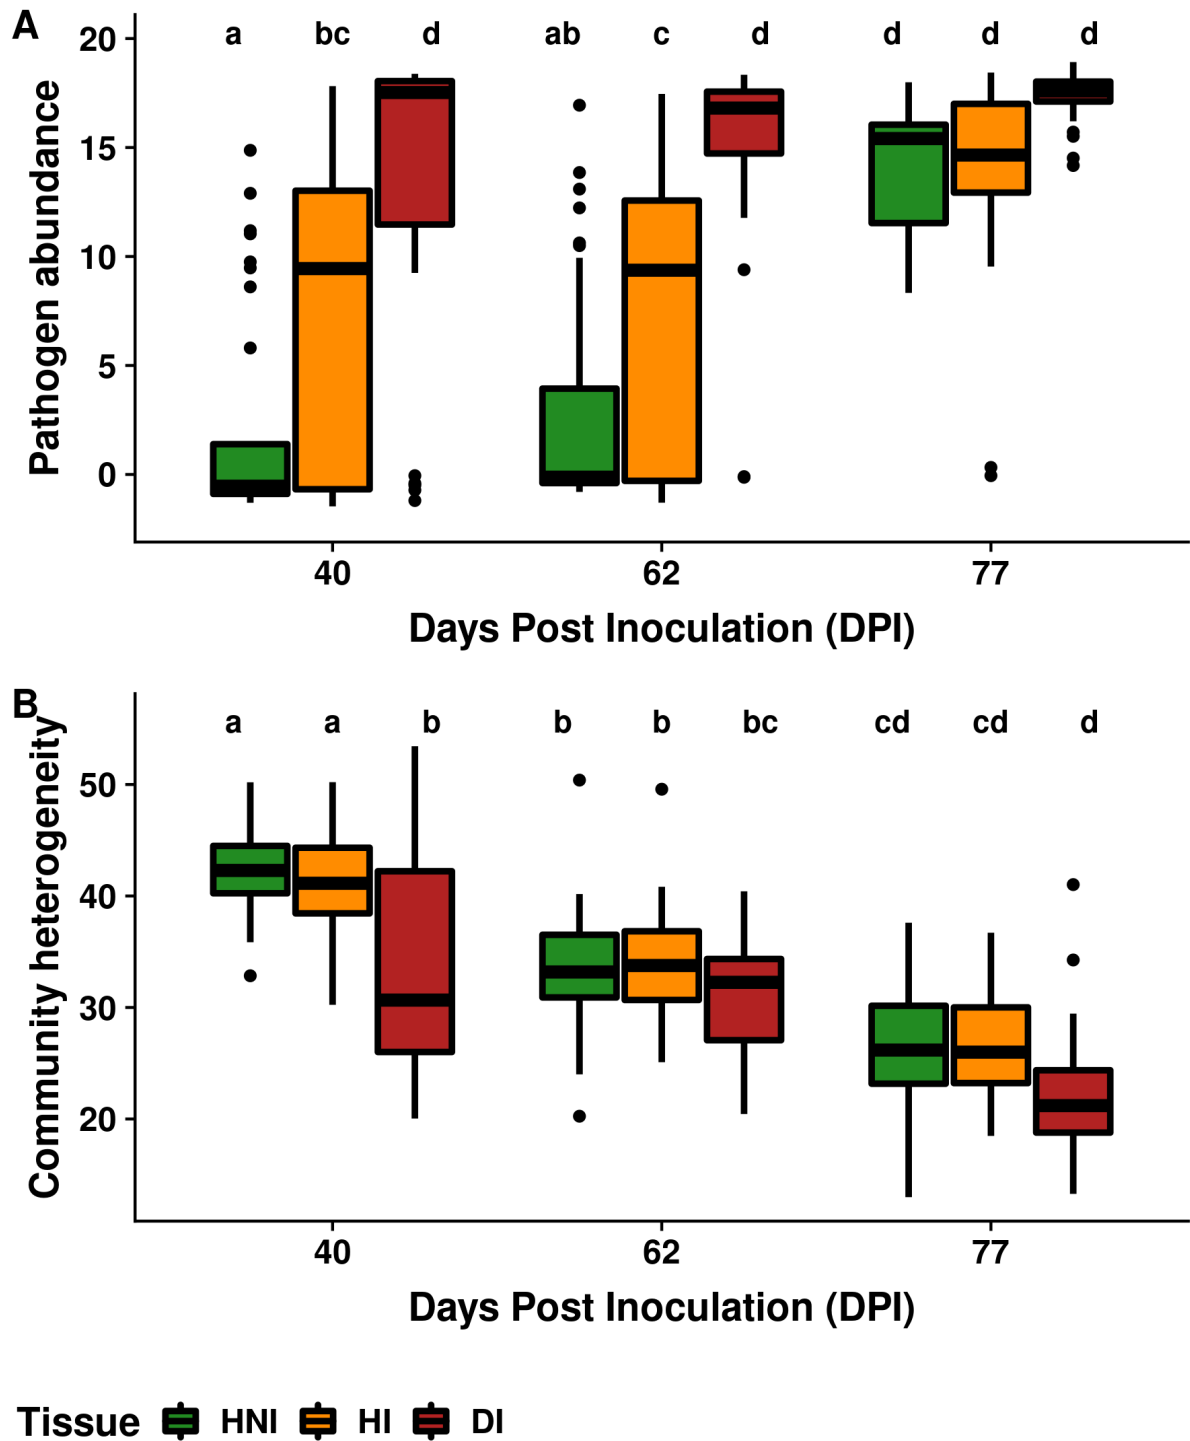 A
a bc d ab c d d d d
Pathogen abundance
20
15
10
5
0
40 62 77
Days Post Inoculation (DPI)
B
a a b b b bc cd cd d
Community heterogeneity
50
40
30
20
40 62 77
Days Post Inoculation (DPI)
Tissue HNI HI DI